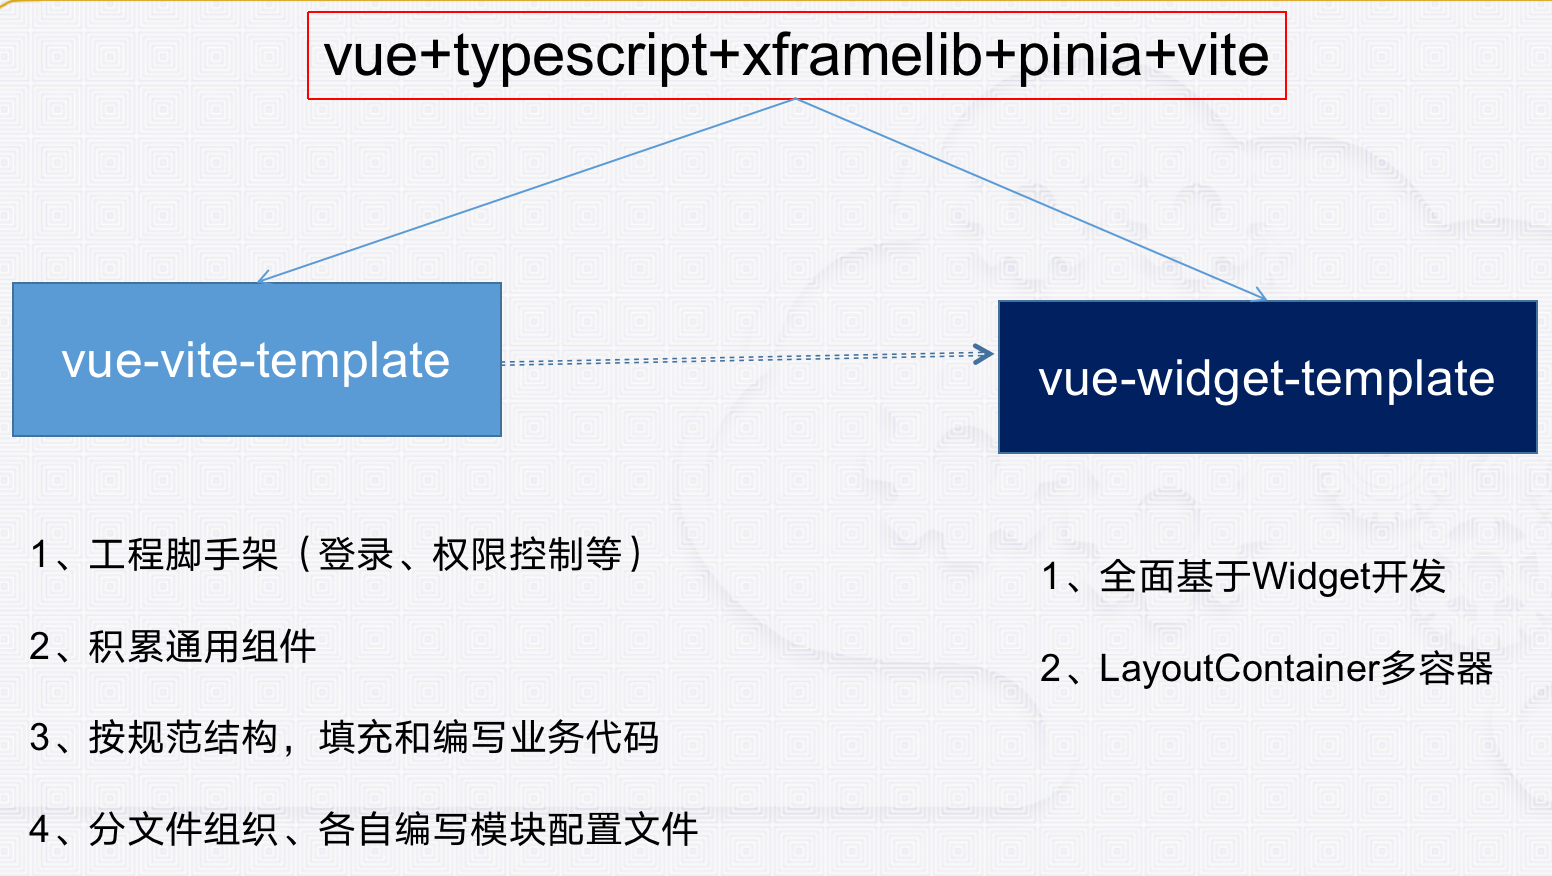 vue+typescript+xframelib+pinia+vite
vue-vite-template
vue-widget-template
1、工程脚手架（登录、权限控制等）
2、积累通用组件
3、按规范结构，填充和编写业务代码
4、分文件组织、各自编写模块配置文件
1、全面基于Widget开发
2、LayoutContainer多容器